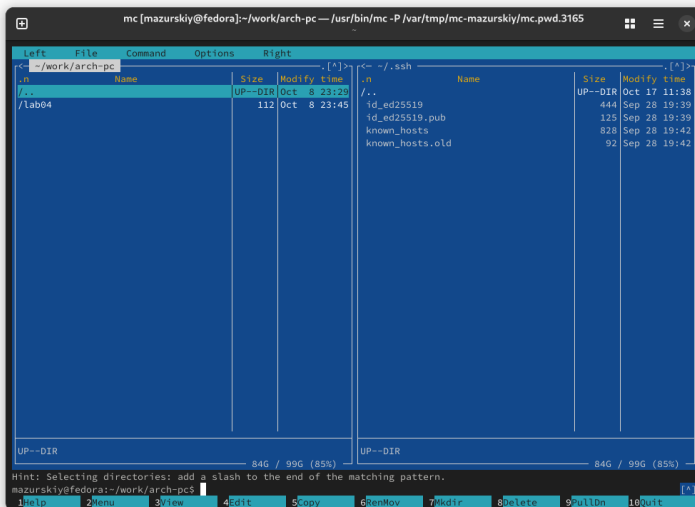 mc [mazurskiy@fedora]:~/work/arch-pc — /usr/bin/mc -P /var/tmp/mc-mazurskiy/mc.pwd.3165
Left File Command Options Right
<─ ~/work/arch-pc .[^]>
.n Name Size Modify time
/.. UP--DIR Oct 8 23:29
/lab04 112 Oct 8 23:45
UP--DIR
84G / 99G (85%)
<─ ~/.ssh .[^]>
.n Name Size Modify time
/.. UP--DIR Oct 17 11:38
id_ed25519 444 Sep 28 19:39
id_ed25519.pub 125 Sep 28 19:39
known_hosts 828 Sep 28 19:42
known_hosts.old 92 Sep 28 19:42
UP--DIR
84G / 99G (85%)
Hint: Selecting directories: add a slash to the end of the matching pattern.
mazurskiy@fedora:~/work/arch-pc$ [^]
1Help 2Menu 3View 4Edit 5Copy 6RenMov 7Mkdir 8Delete 9PullDn 10Quit